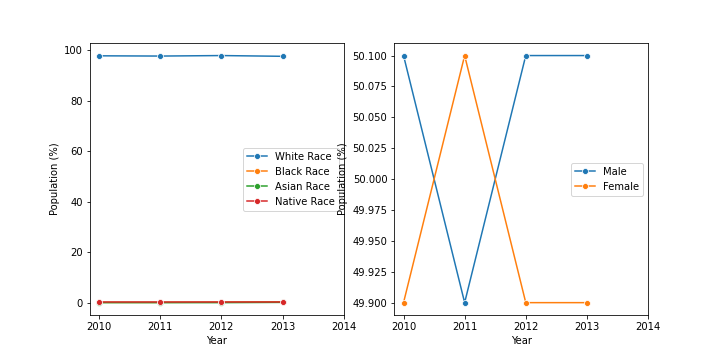 100
80
60
40
20
0
Population (%)
2010 2011 2012 2013 2014
Year
White Race
Black Race
Asian Race
Native Race
50.100
50.075
50.050
50.025
50.000
49.975
49.950
49.925
49.900
Population (%)
2010 2011 2012 2013 2014
Year
Male
Female